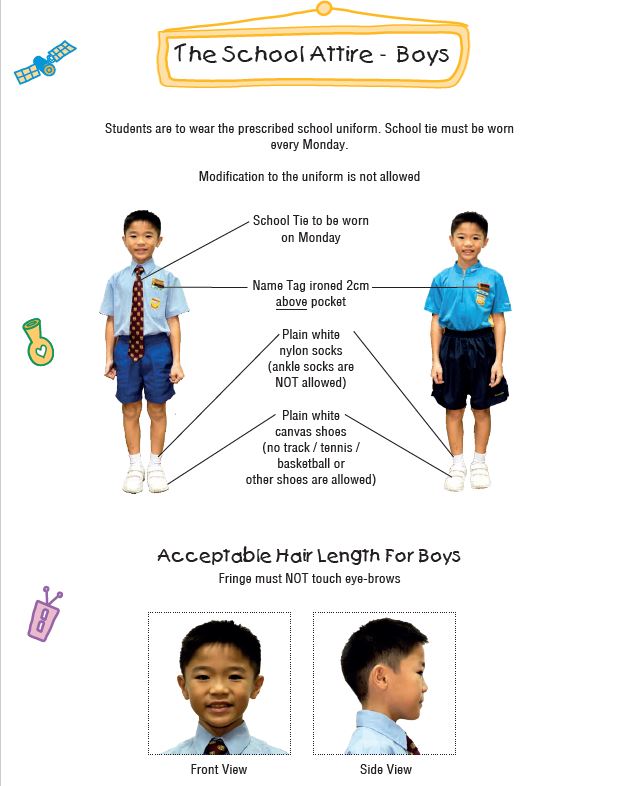 The School Attire - Boys
Students are to wear the prescribed school uniform. School tie must be worn
every Monday.
Modification to the uniform is not allowed
School Tie to be worn
on Monday
Name Tag ironed 2cm
above pocket
Plain white
nylon socks
(ankle socks are
NOT allowed)
Plain white
canvas shoes
(no track / tennis /
basketball or
other shoes are allowed)
Acceptable Hair Length For Boys
Fringe must NOT touch eye-brows
Front View
Side View